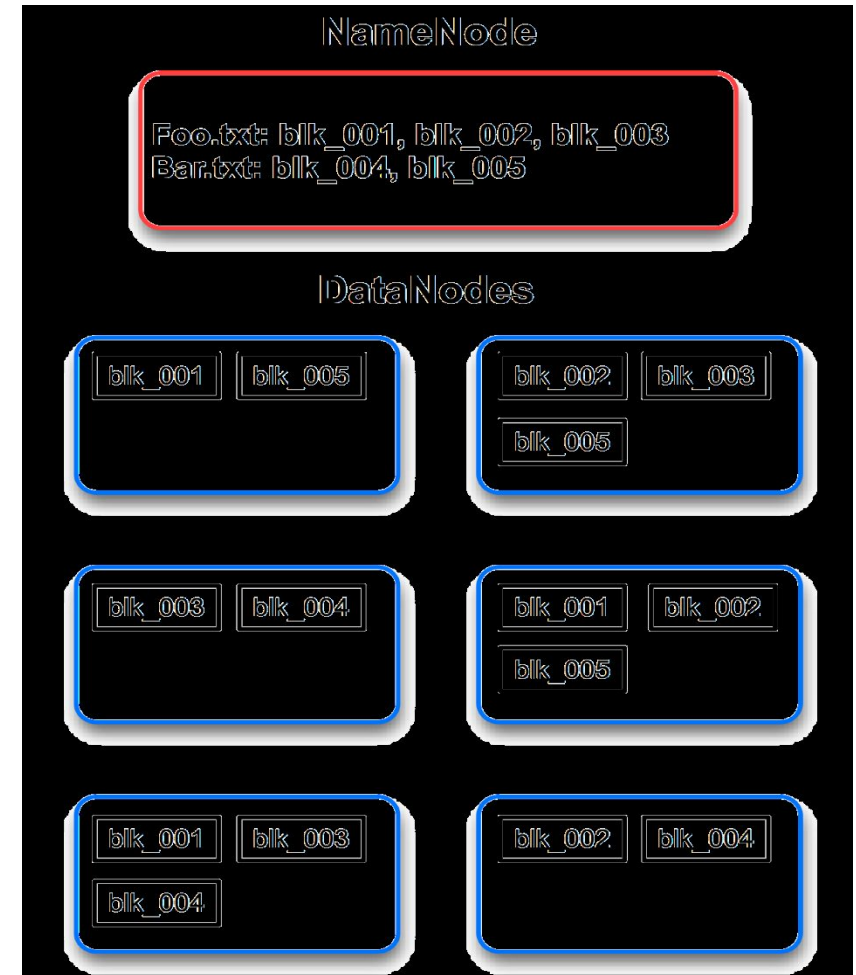 NameNode
Foo.txt: blk_001, blk_002, blk_003
Bar.txt: blk_004, blk_005
DataNodes
blk_001 blk_005
blk_002 blk_003
blk_005
blk_003 blk_004
blk_001 blk_002
blk_005
blk_001 blk_003
blk_004
blk_002 blk_004